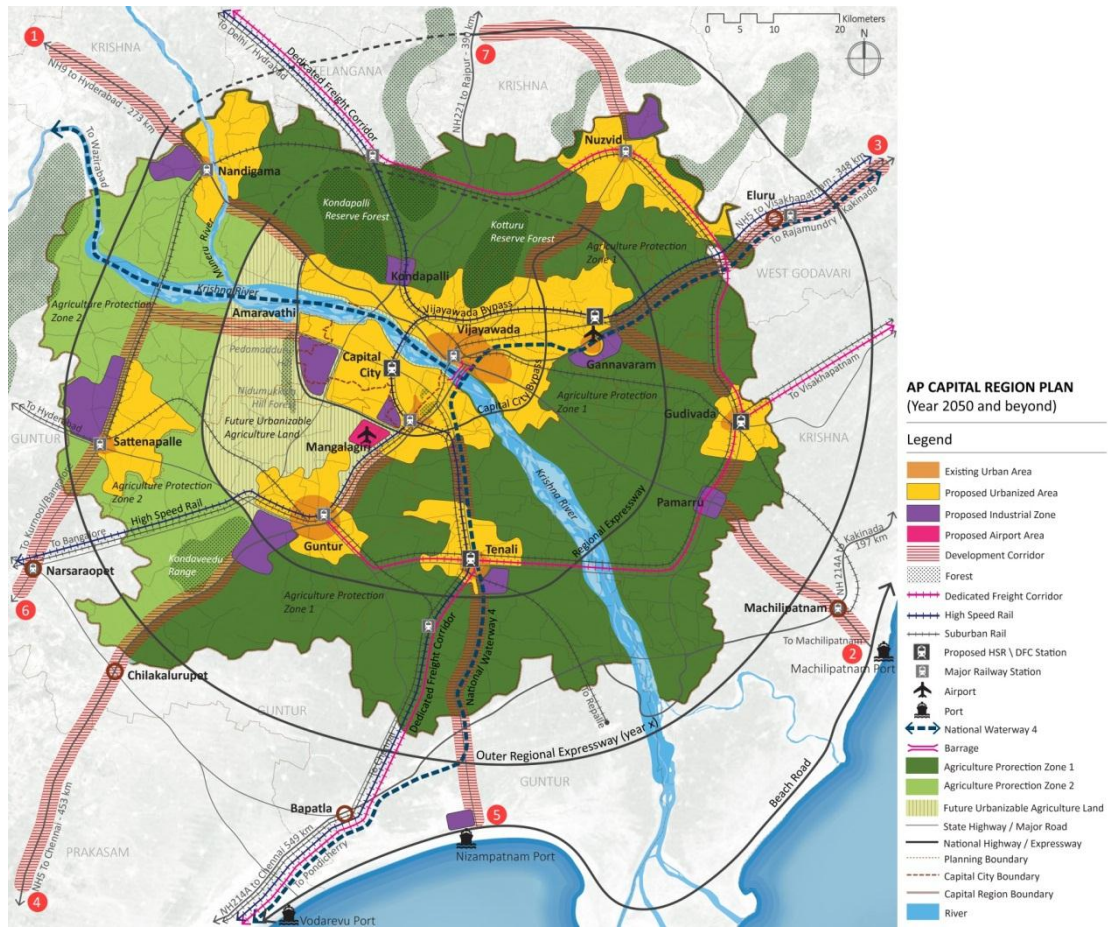 1
KRISHNA
NH9 to Hyderabad - 273 km
To Delhi / Hydrabad
Dedicated Freight Corridor
TELANGANA
7
NH221 to Raipur - 390 km
KRISHNA
0 5 10 20 Kilometers
N
To Wazirabad
Nandigama
Muneru River
Kondapalli
Reserve Forest
Nuzvid
Kotturu
Reserve Forest
3
Eluru
NH5 to Visakhapatnam - 348 km
To Rajamundry / Kakinada
Agriculture Protection
Zone 1
WEST GODAVARI
Kondapalli
Krishna River
Agriculture Protection
Zone 2
Amaravathi
Vijayawada Bypass
Vijayawada
Capital
City
Gannavaram
Capital City Bypass
Agriculture Protection
Zone 1
Hill Forest
Future Urbanizable
Agriculture Land
Mangalagiri
To Visakhapatnam
Gudivada
KRISHNA
To Hyderabad
GUNTUR
Sattenapalle
Agriculture Protection
Zone 2
To Kurnool/Bangalore
High Speed Rail
To Bangalore
Krishna River
Regional Expressway
Pamarru
Narsaraopet
6
Kondaveedu
Range
Guntur
Tenali
Agriculture Protection
Zone 1
NH 214A to Kakinada
197 km
Machilipatnam
To Machilipatnam
2
Machilipatnam Port
Chilakalurupet
Dedicated Freight Corridor
National Waterway 4
To Chennai
To Repalle
GUNTUR
Outer Regional Expressway (year x)
GUNTUR
Beach Road
Bapatla
5
Nizampatnam Port
PRAKASAM
NH5 To Chennai - 453 km
4
NH214A to Chennai 549 km
To Pondicherry
Vodarevu Port
AP CAPITAL REGION PLAN
(Year 2050 and beyond)
Legend
Existing Urban Area
Proposed Urbanized Area
Proposed Industrial Zone
Proposed Airport Area
Development Corridor
Forest
Dedicated Freight Corridor
High Speed Rail
Suburban Rail
Proposed HSR \ DFC Station
Major Railway Station
Airport
Port
National Waterway 4
Barrage
Agriculture Prorection Zone 1
Agriculture Prorection Zone 2
Future Urbanizable Agriculture Land
State Highway / Major Road
National Highway / Expressway
Planning Boundary
Capital City Boundary
Capital Region Boundary
River